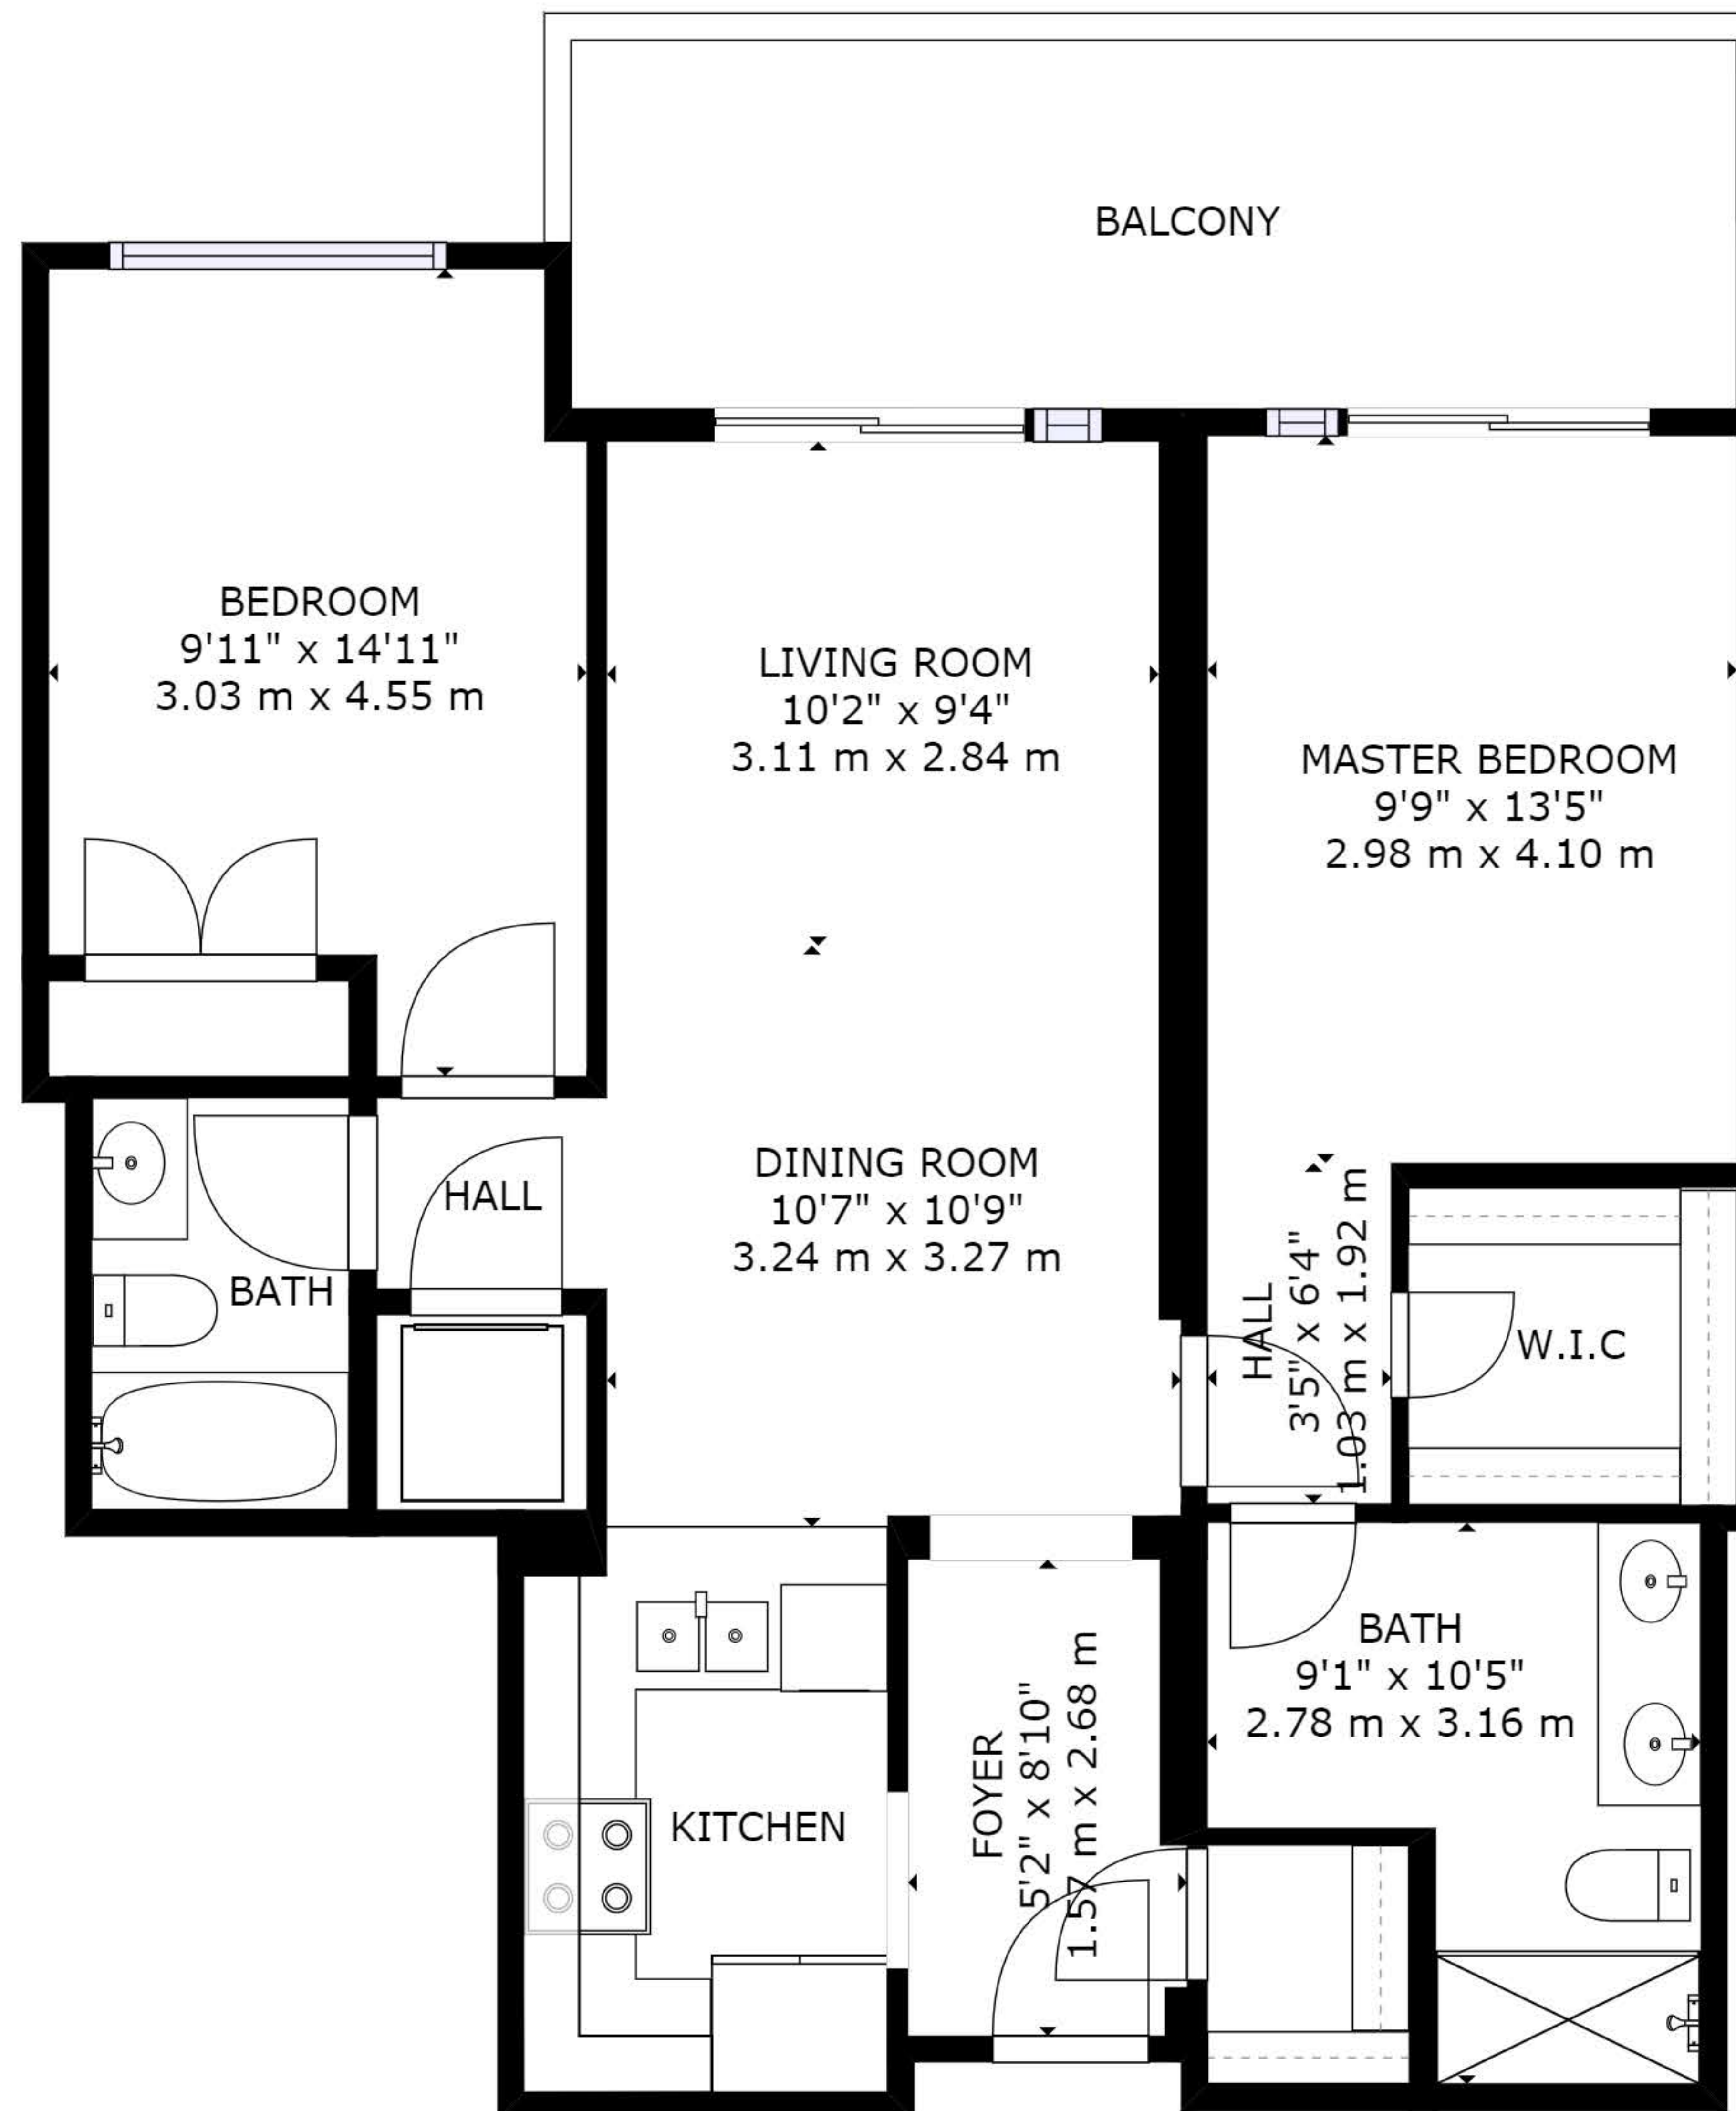 BALCONY
BEDROOM
9'11" x 14'11"
3.03 m x 4.55 m
LIVING ROOM
10'2" x 9'4"
3.11 m x 2.84 m
MASTER BEDROOM
9'9" x 13'5"
2.98 m x 4.10 m
HALL
DINING ROOM
10'7" x 10'9"
3.24 m x 3.27 m
HALL
3'5" x 6'4"
1.03 m x 1.92 m
W.I.C
BATH
BATH
9'1" x 10'5"
2.78 m x 3.16 m
KITCHEN
FOYER
5'2" x 8'10"
1.57 m x 2.68 m